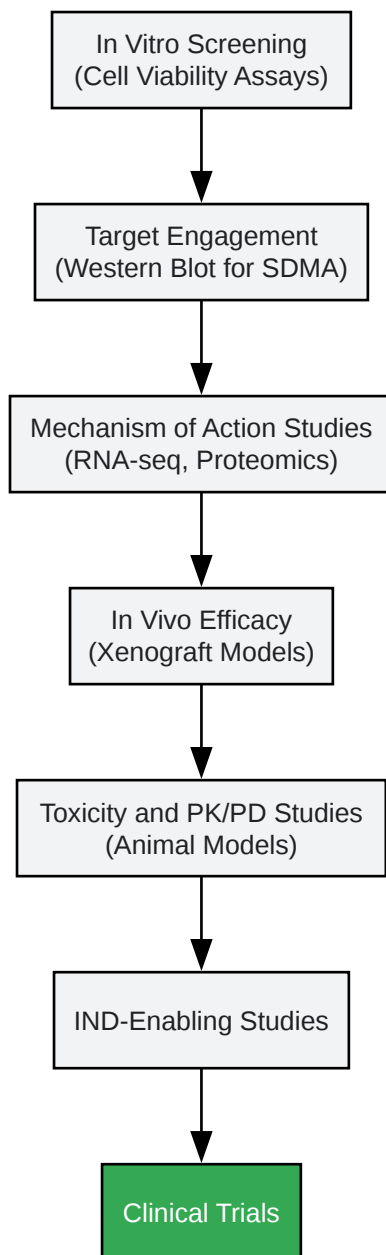 In Vitro Screening
(Cell Viability Assays)
Target Engagement
(Western Blot for SDMA)
Mechanism of Action Studies
(RNA-seq, Proteomics)
In Vivo Efficacy
(Xenograft Models)
Toxicity and PK/PD Studies
(Animal Models)
IND-Enabling Studies
Clinical Trials